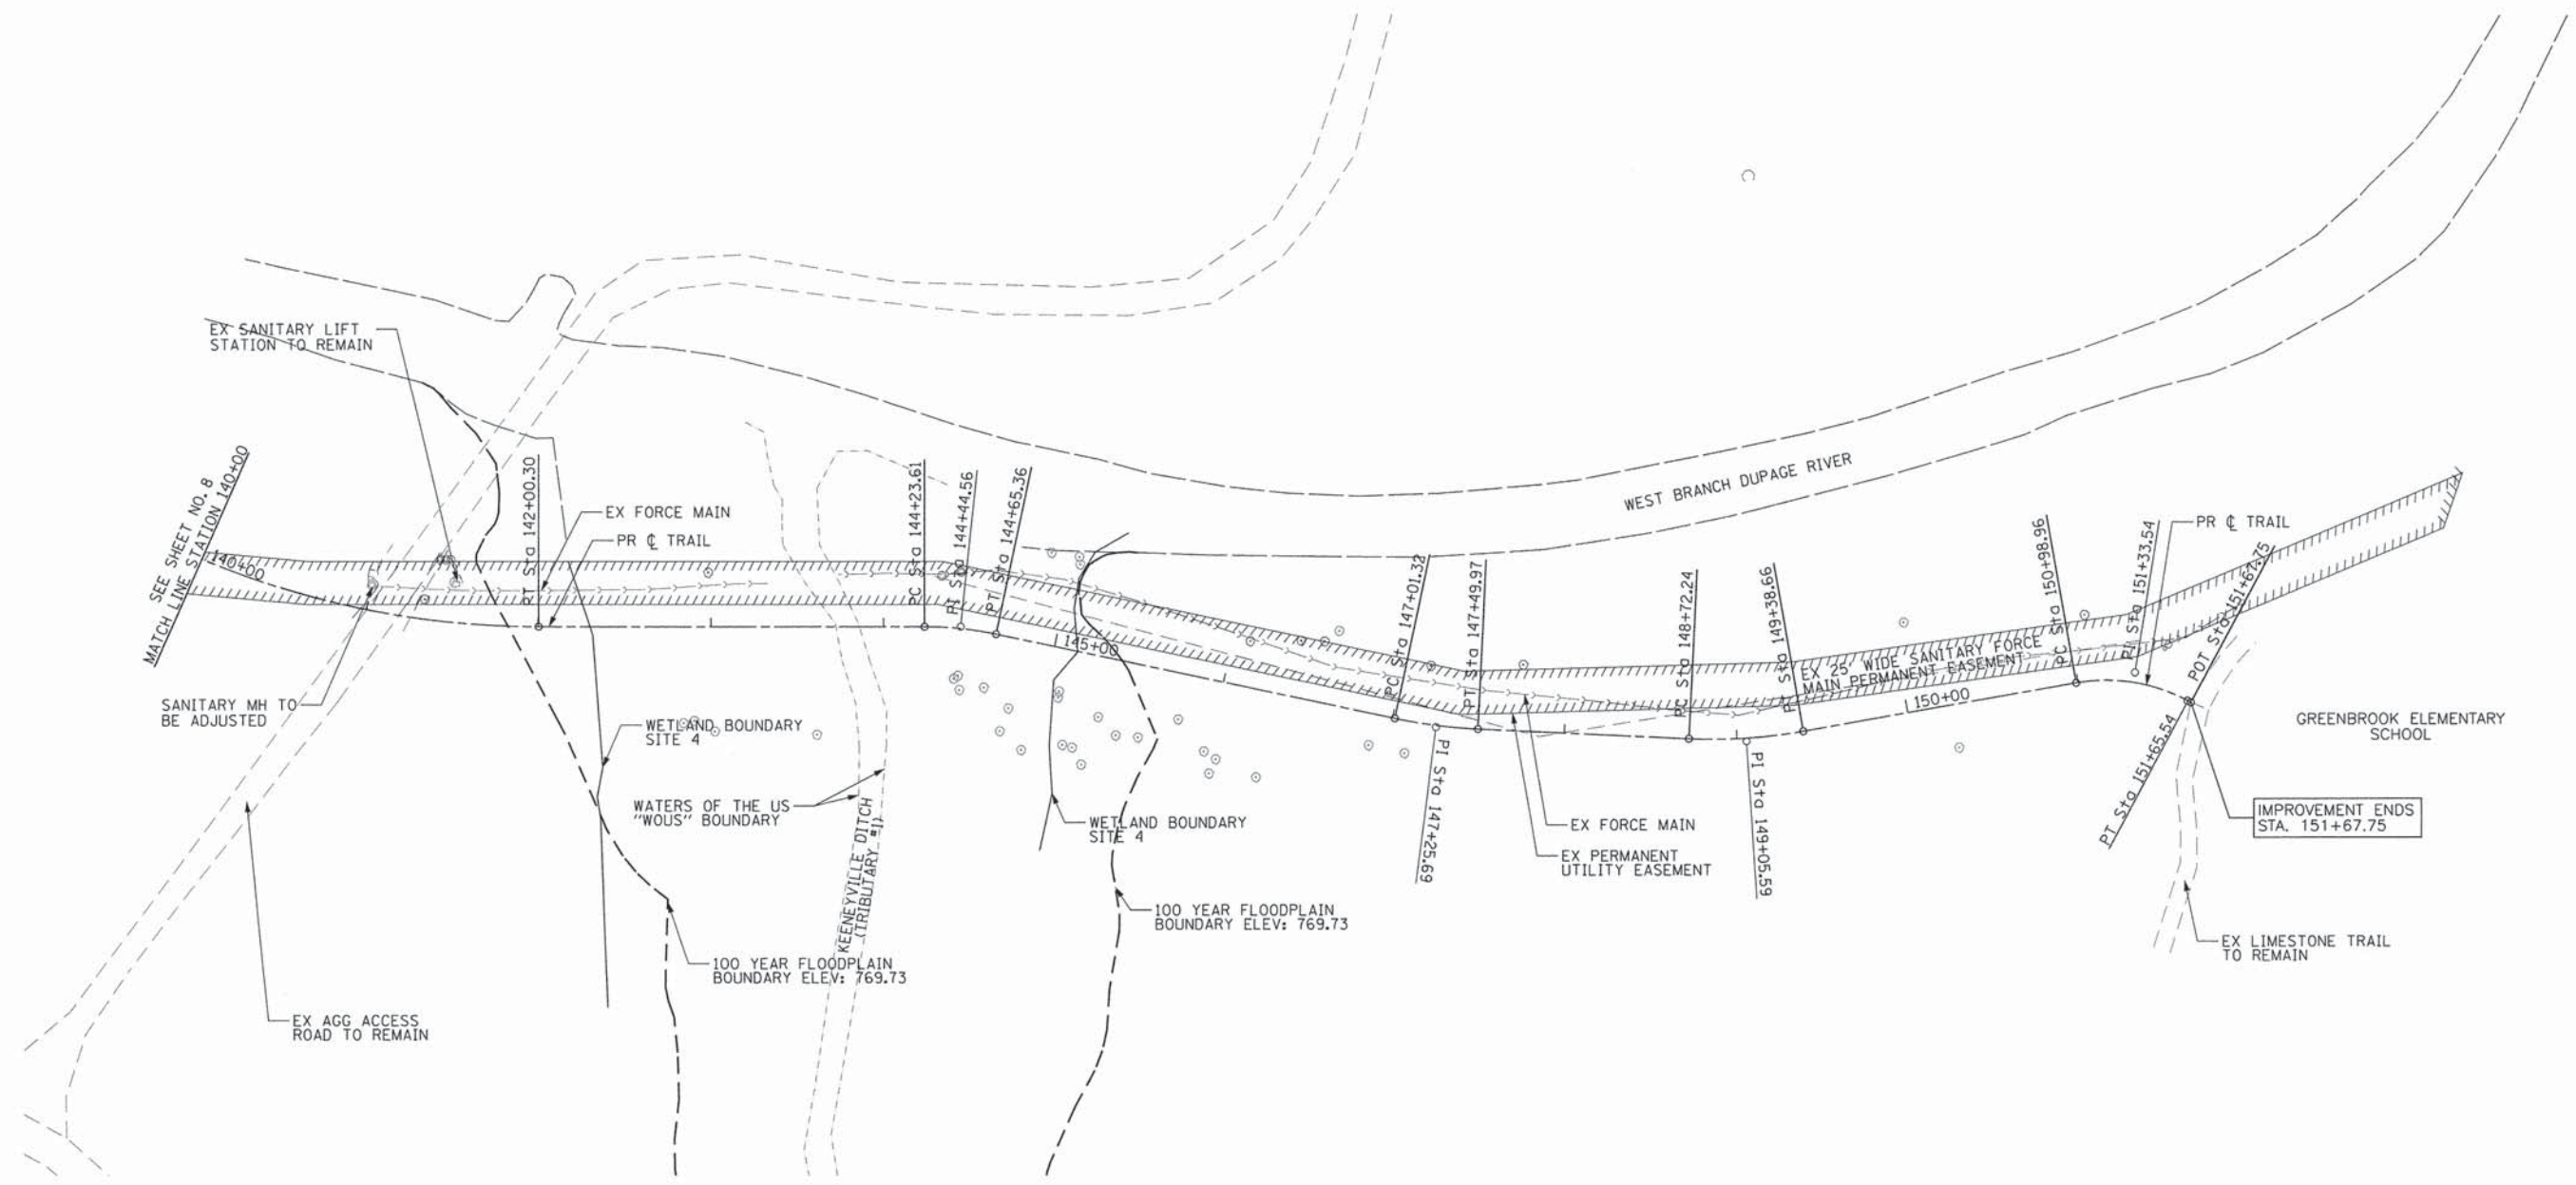 EX SANITARY LIFT
STATION TO REMAIN
SEE SHEET NO. 8
MATCH LINE STATION 140+00
140+00
SANITARY MH TO
BE ADJUSTED
EX AGG ACCESS
ROAD TO REMAIN
PT Sta 142+00.30
EX FORCE MAIN
PR ℄ TRAIL
WETLAND BOUNDARY
SITE 4
WATERS OF THE US
"WOUS" BOUNDARY
100 YEAR FLOODPLAIN
BOUNDARY ELEV: 769.73
KEENEYVILLE DITCH
(TRIBUTARY #1)
PC Sta 144+23.61
PI Sta 144+44.56
PT Sta 144+65.36
145+00
WETLAND BOUNDARY
SITE 4
100 YEAR FLOODPLAIN
BOUNDARY ELEV: 769.73
WEST BRANCH DUPAGE RIVER
PC Sta 147+01.32
PI Sta 147+25.69
PT Sta 147+49.97
EX FORCE MAIN
EX PERMANENT
UTILITY EASEMENT
PC Sta 148+72.24
PI Sta 149+05.59
PT Sta 149+38.66
EX 25' WIDE SANITARY FORCE
MAIN PERMANENT EASEMENT
150+00
PC Sta 150+98.96
PI Sta 151+33.54
PR ℄ TRAIL
POT Sta 151+67.75
PT Sta 151+65.54
GREENBROOK ELEMENTARY
SCHOOL
IMPROVEMENT ENDS
STA. 151+67.75
EX LIMESTONE TRAIL
TO REMAIN